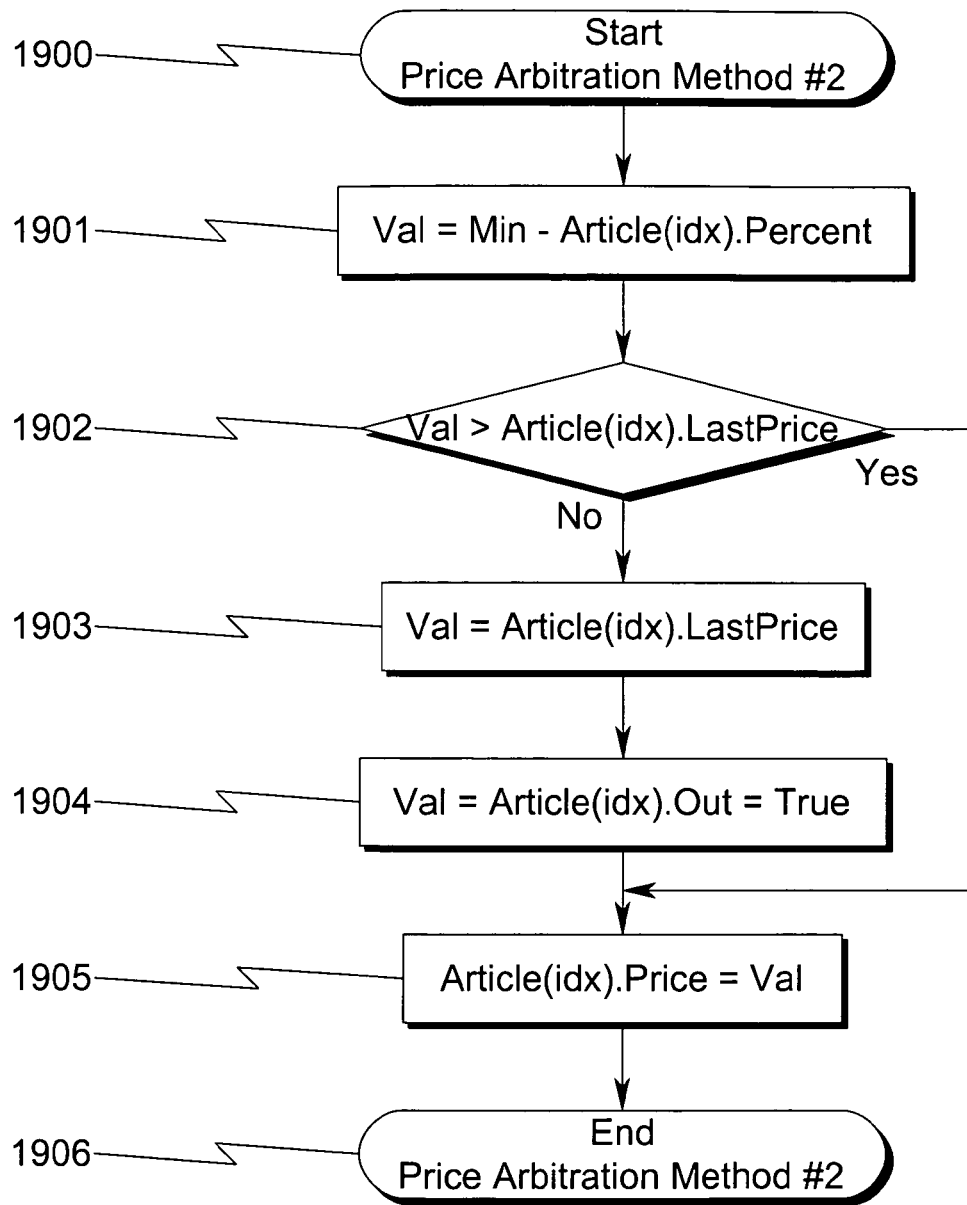 1900
Start
Price Arbitration Method #2
1901
Val = Min - Article(idx).Percent
1902
Val > Article(idx).LastPrice
Yes
No
1903
Val = Article(idx).LastPrice
1904
Val = Article(idx).Out = True
1905
Article(idx).Price = Val
1906
End
Price Arbitration Method #2